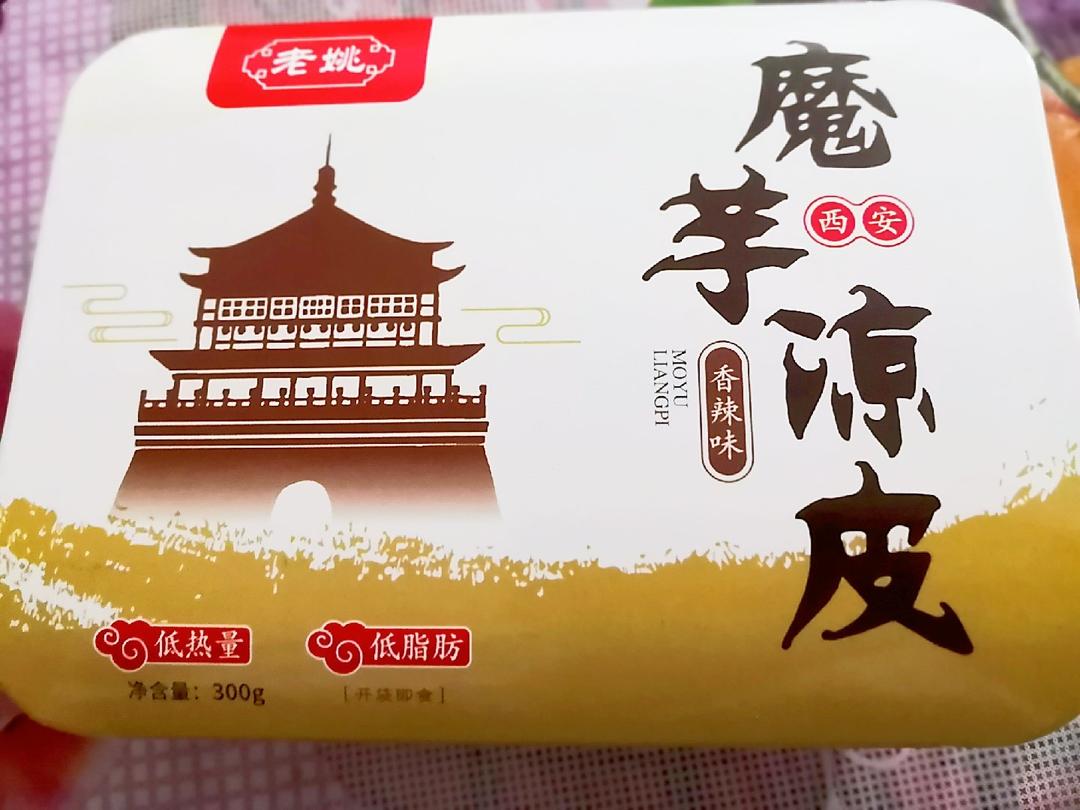 老姚
魔芋凉皮
西安
香辣味
MOYU
LIANGPI
低热量
低脂肪
净含量：300g
[开袋即食]